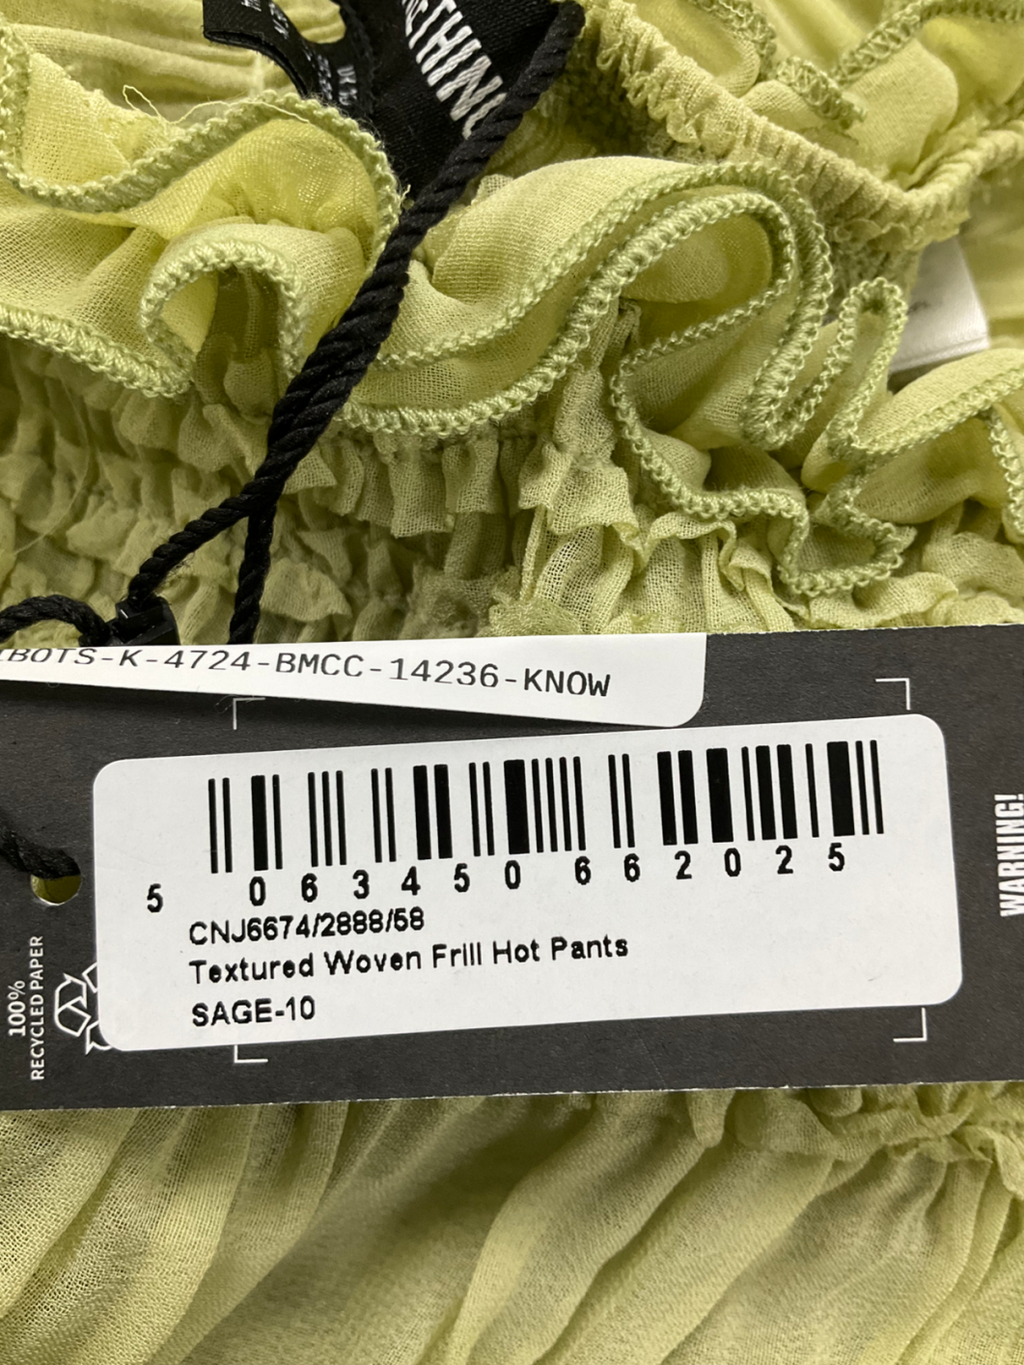 THING
BOTS-K-4724-BMCC-14236-KNOW
5 063450 662025
CNJ6674/2888/58
Textured Woven Frill Hot Pants
SAGE-10
100%
RECYCLED PAPER
WARNING!